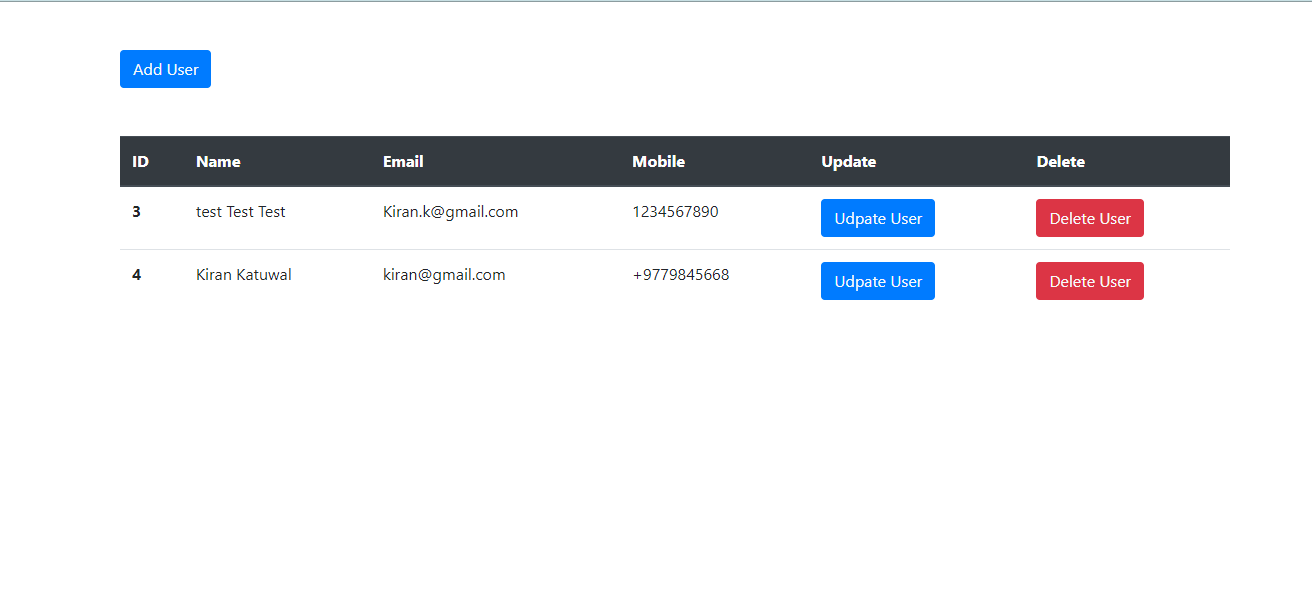 Add User
ID Name Email Mobile Update Delete
3 test Test Test Kiran.k@gmail.com 1234567890 Udpate User Delete User
4 Kiran Katuwal kiran@gmail.com +9779845668 Udpate User Delete User